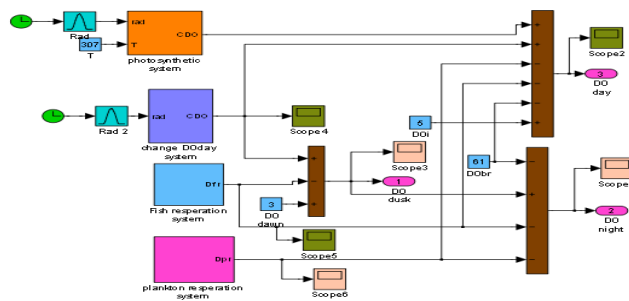 Rad
rad
T
CDO
307
T
photosynthetic
system
Scope2
3
DO
day
Rad 2
rad
CDO
change DOday
system
Scope4
5
DOi
Scope3
61
DObr
Dfr
Fish resperation
system
3
DO
dawn
1
DO
dusk
Scope
2
DO
night
Scope5
Dpr
plankton resperation
system
Scope6